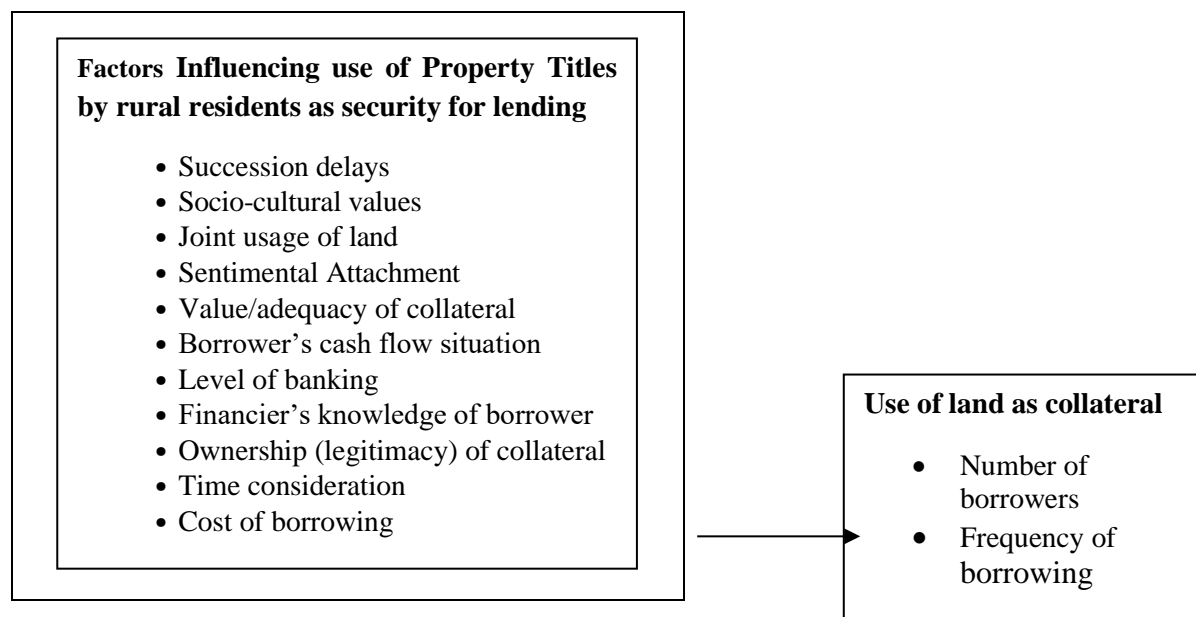 Factors Influencing use of Property Titles
by rural residents as security for lending
• Succession delays
• Socio-cultural values
• Joint usage of land
• Sentimental Attachment
• Value/adequacy of collateral
• Borrower’s cash flow situation
• Level of banking
• Financier’s knowledge of borrower
• Ownership (legitimacy) of collateral
• Time consideration
• Cost of borrowing
Use of land as collateral
• Number of
borrowers
• Frequency of
borrowing